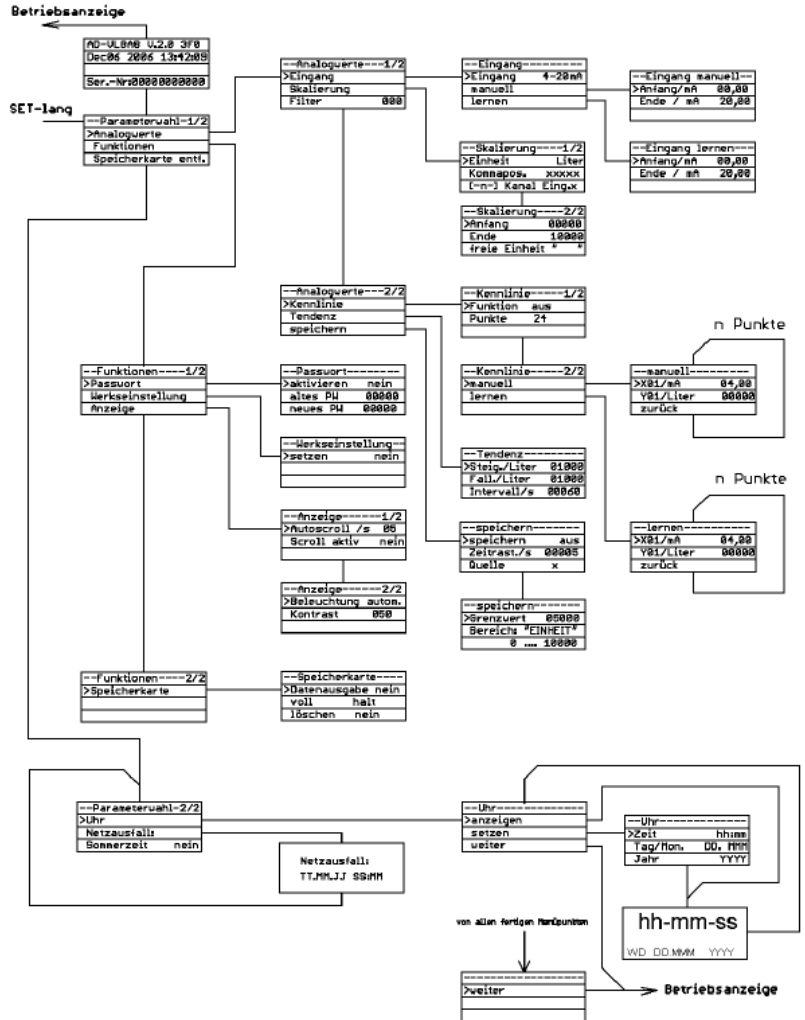 Betriebsanzeige
AD-VL8AB V.2.0 3F0
Dec06 2006 13:42:09
Ser.-Nr:00000000000
SET-lang
--Parameterwahl-1/2
>Analogwerte
Funktionen
Speicherkarte entf.
--Analogwerte---1/2
>Eingang
Skalierung
Filter 000
--Eingang----------
>Eingang 4-20mA
manuell
lernen
--Eingang manuell--
>Anfang/mA 00,00
Ende / mA 20,00
--Eingang lernen---
>Anfang/mA 00,00
Ende / mA 20,00
--Skalierung----1/2
>Einheit Liter
Kommapos. xxxxx
[-n-] Kanal Eing.x
--Skalierung----2/2
>Anfang 00000
Ende 10000
freie Einheit " "
--Analogwerte---2/2
>Kennlinie
Tendenz
speichern
--Kennlinie-----1/2
>Funktion aus
Punkte 24
--Kennlinie-----2/2
>manuell
lernen
n Punkte
--manuell----------
>X01/mA 04,00
Y01/Liter 00000
zurück
--Funktionen----1/2
>Passwort
Werkseinstellung
Anzeige
--Passwort---------
>aktivieren nein
altes PW 00000
neues PW 00000
--Werkseinstellung-
>setzen nein
--Tendenz----------
>Steig./Liter 01000
Fall./Liter 01000
Intervall/s 00060
--Anzeige-------1/2
>Autoscroll /s 05
Scroll aktiv nein
--Anzeige-------2/2
>Beleuchtung autom.
Kontrast 050
--speichern--------
>speichern aus
Zeitrast./s 00005
Quelle x
n Punkte
--lernen-----------
>X01/mA 04,00
Y01/Liter 00000
zurück
--speichern--------
>Grenzwert 05000
Bereich: "EINHEIT"
0 .... 10000
--Funktionen----2/2
>Speicherkarte
--Speicherkarte----
>Datenausgabe nein
voll halt
löschen nein
--Parameterwahl-2/2
>Uhr
Netzausfall:
Sommerzeit nein
Netzausfall:
TT.MM.JJ SS:MM
--Uhr--------------
>anzeigen
setzen
weiter
--Uhr--------------
>Zeit hh:mm
Tag/Mon. DD. MMM
Jahr YYYY
hh-mm-ss
WD DD.MMM YYYY
von allen fertigen Menüpunkten
>weiter
Betriebsanzeige